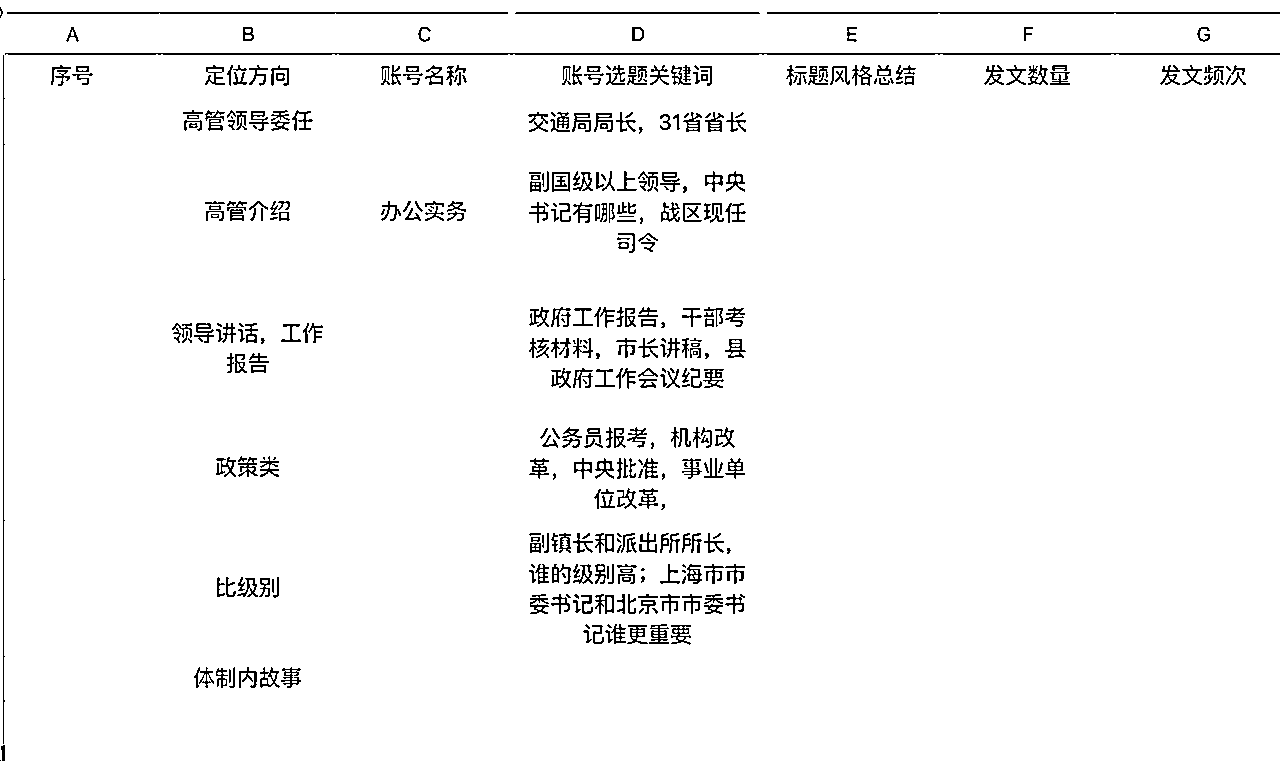 A B C D E F G
序号 定位方向 账号名称 账号选题关键词 标题风格总结 发文数量 发文频次
高管领导委任 交通局局长，31省省长
副国级以上领导，中央
高管介绍 办公实务 书记有哪些，战区现任
司令
政府工作报告，干部考
领导讲话，工作 核材料，市长讲稿，县
报告 政府工作会议纪要
公务员报考，机构改
政策类 革，中央批准，事业单
位改革，
副镇长和派出所所长，
谁的级别高；上海市市
比级别 委书记和北京市市委书
记谁更重要
体制内故事